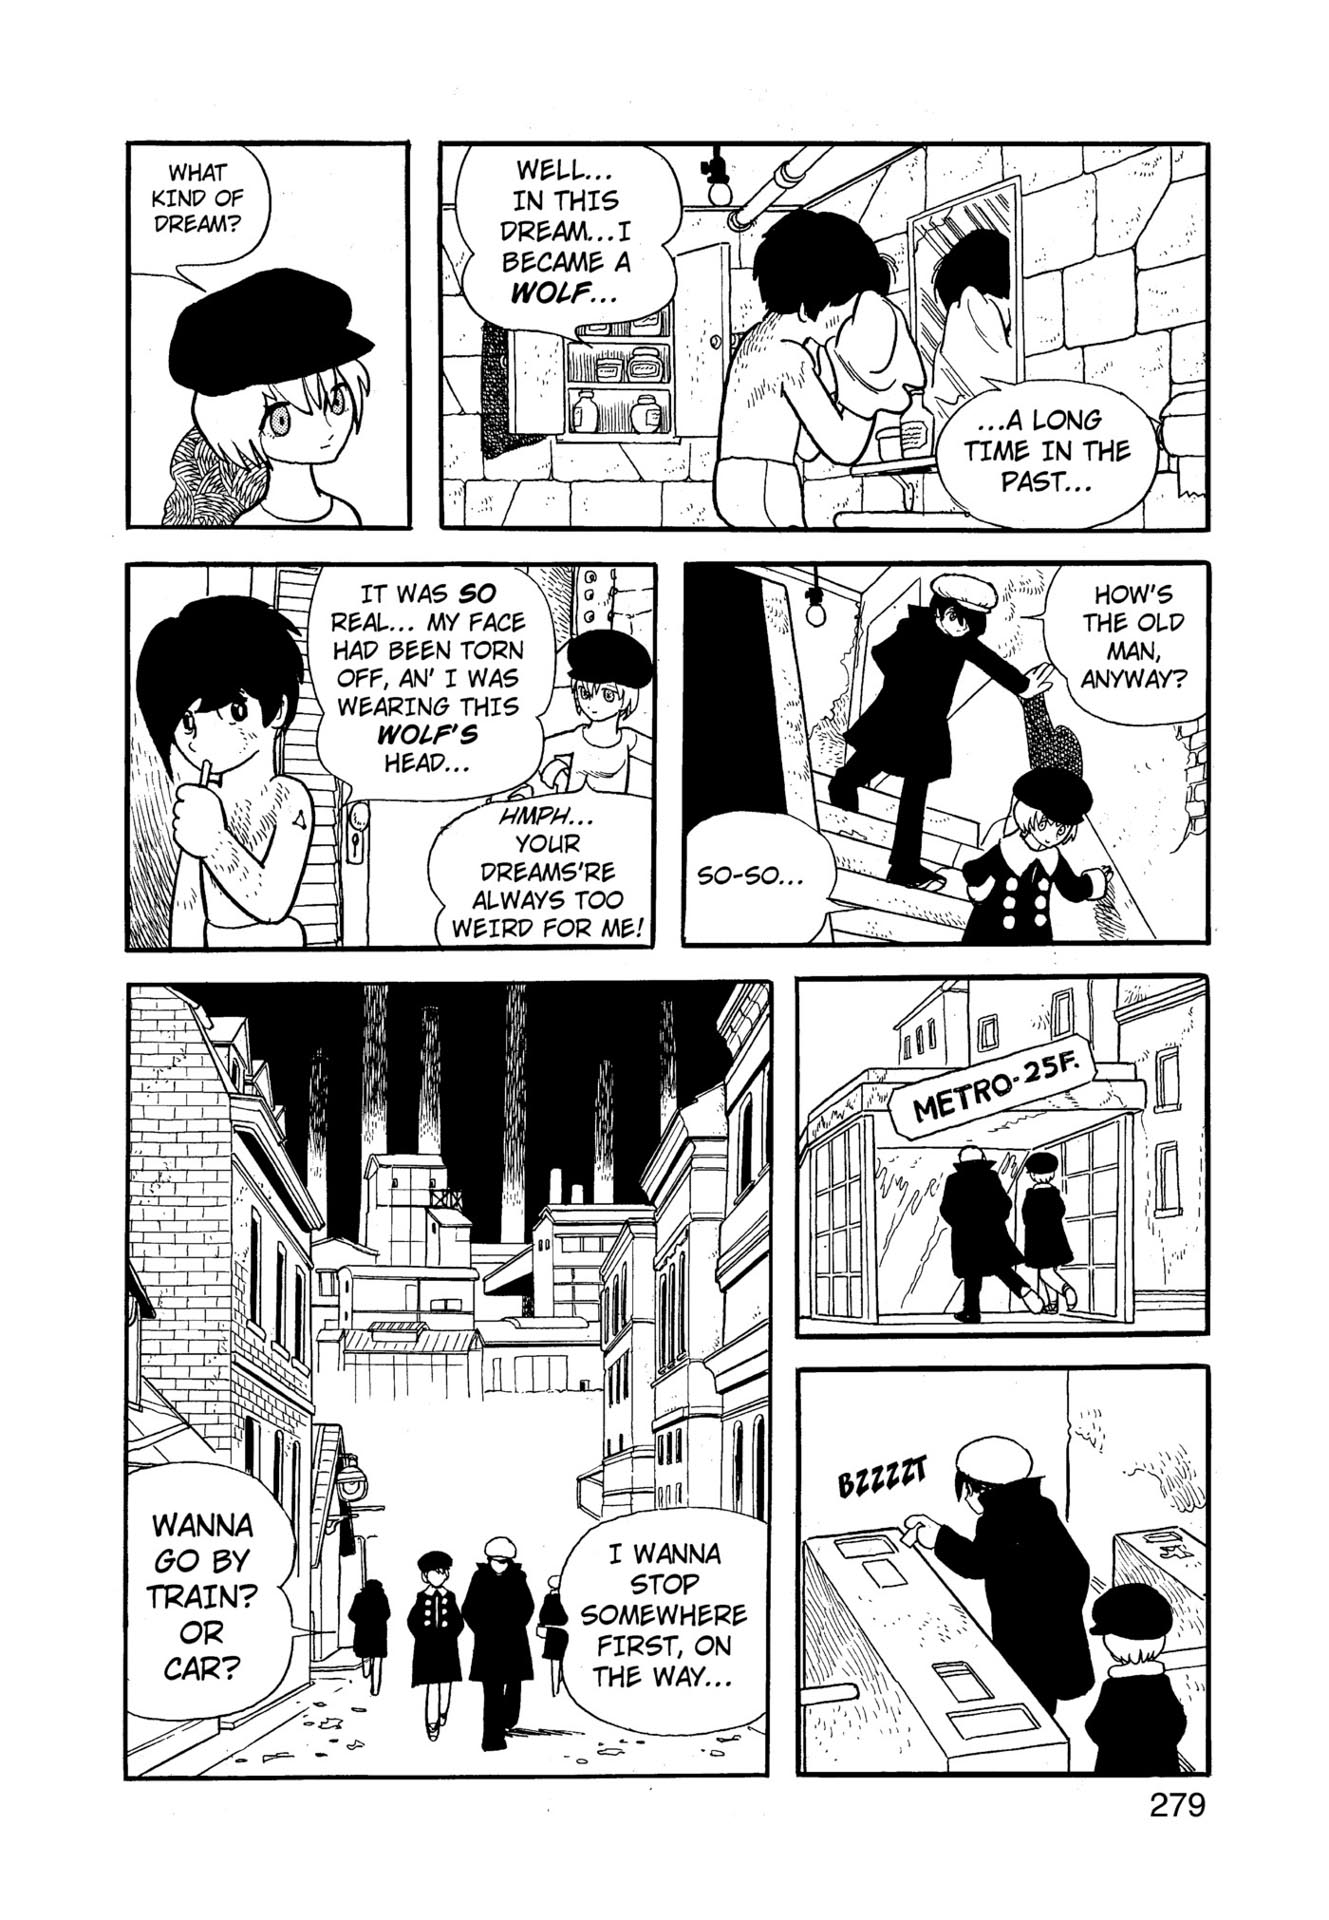 WHAT
KIND OF
DREAM?
WELL...
IN THIS
DREAM...I
BECAME A
WOLF...
...A LONG
TIME IN THE
PAST...
IT WAS SO
REAL... MY FACE
HAD BEEN TORN
OFF, AN' I WAS
WEARING THIS
WOLF'S
HEAD...
HMPH...
YOUR
DREAMS'RE
ALWAYS TOO
WEIRD FOR ME!
HOW'S
THE OLD
MAN,
ANYWAY?
SO-SO...
WANNA
GO BY
TRAIN?
OR
CAR?
I WANNA
STOP
SOMEWHERE
FIRST, ON
THE WAY...
METRO-25F.
BZZZZZT
279